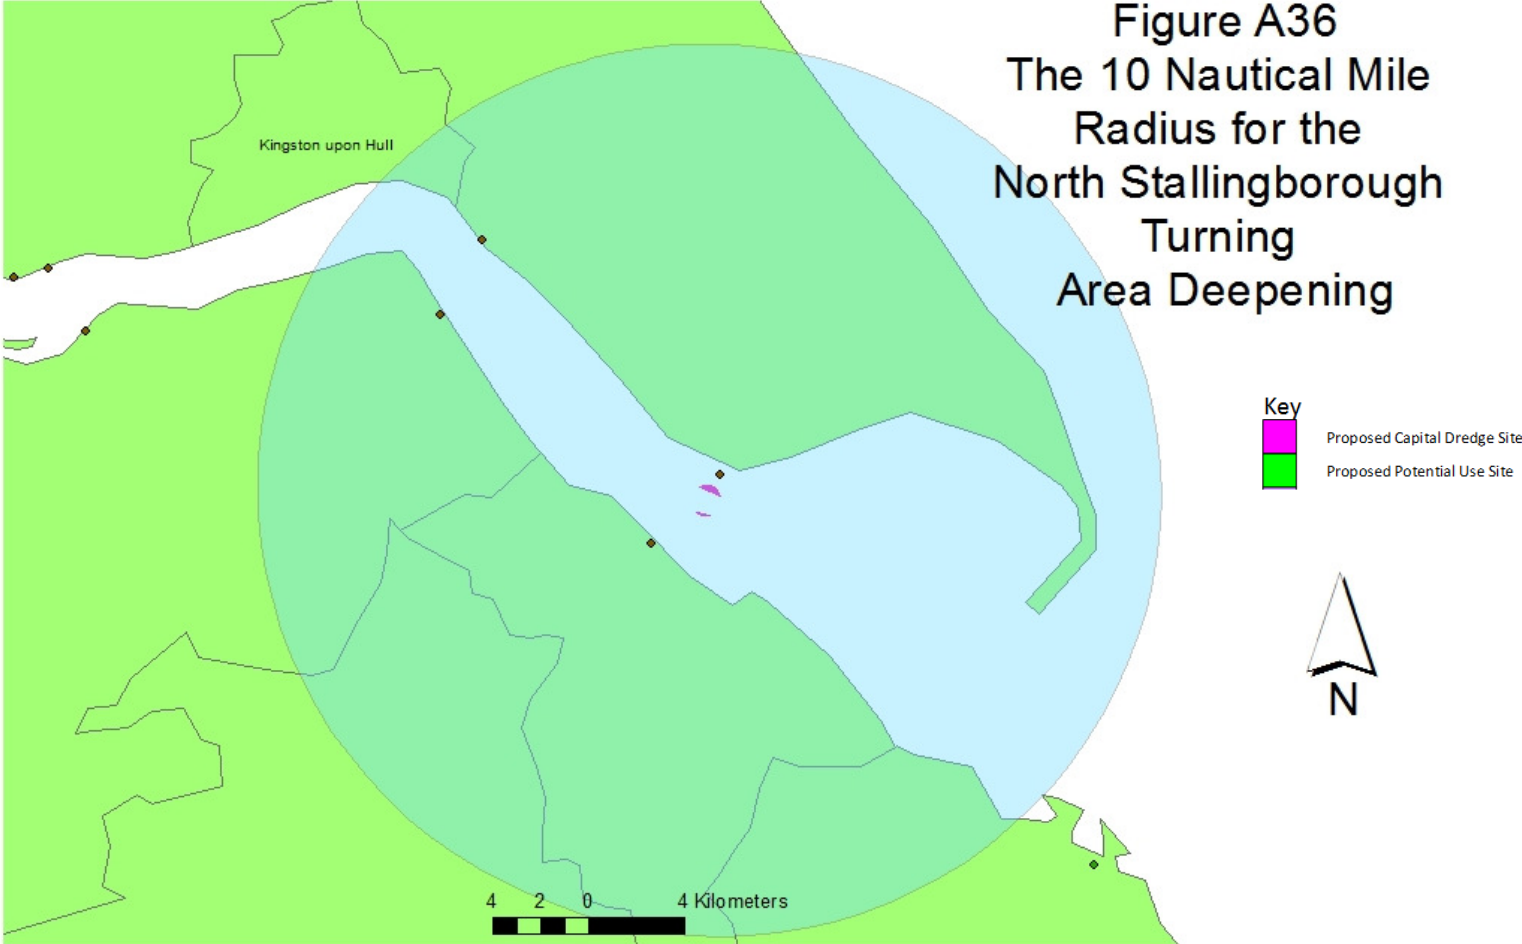 Figure A36
The 10 Nautical Mile
Radius for the
North Stallingborough
Turning
Area Deepening
Kingston upon Hull
Key
Proposed Capital Dredge Site
Proposed Potential Use Site
N
4 2 0 4 Kilometers